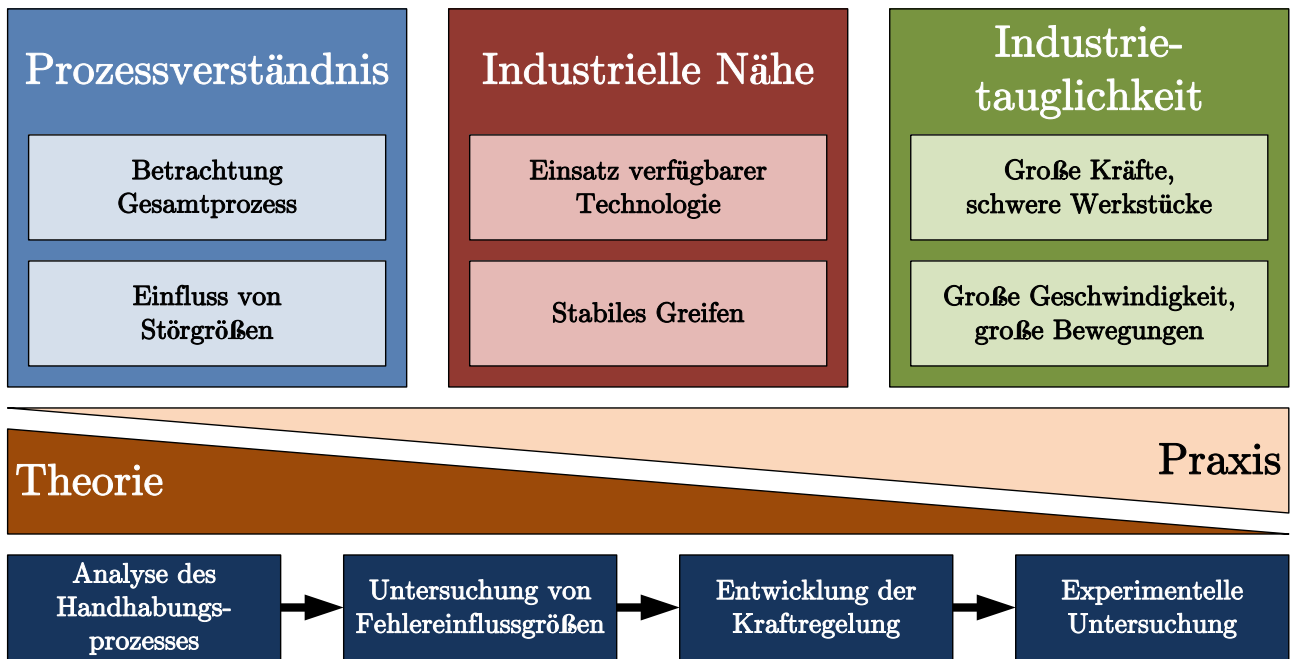 Prozessverständnis
Betrachtung
Gesamtprozess
Einfluss von
Störgrößen
Industrielle Nähe
Einsatz verfügbarer
Technologie
Stabiles Greifen
Industrie-
tauglichkeit
Große Kräfte,
schwere Werkstücke
Große Geschwindigkeit,
große Bewegungen
Theorie
Praxis
Analyse des
Handhabungs-
prozesses
Untersuchung von
Fehlereinflussgrößen
Entwicklung der
Kraftregelung
Experimentelle
Untersuchung